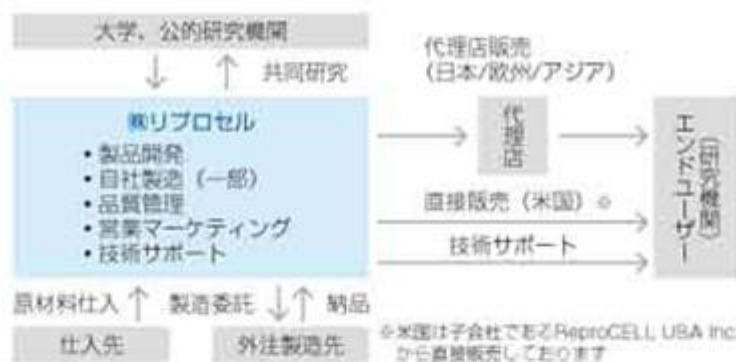 大学、公的研究機関
共同研究
代理店販売
（日本/欧州/アジア）
㈱リプロセル
• 製品開発
• 自社製造（一部）
• 品質管理
• 営業マーケティング
• 技術サポート
代理店
直接販売（米国）※
技術サポート
エンドユーザー
（研究機関）
原材料仕入
製造委託
納品
仕入先
外注製造先
※米国は子会社であるReproCELL USA Inc.
から直接販売しております